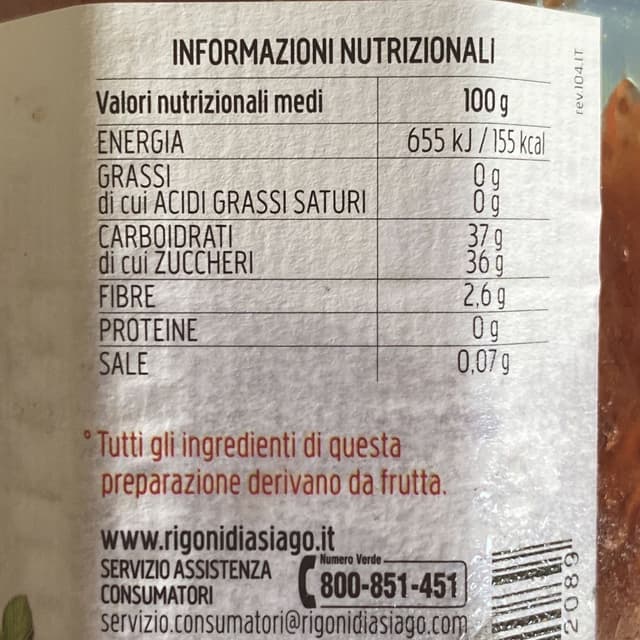 INFORMAZIONI NUTRIZIONALI
Valori nutrizionali medi 100 g
ENERGIA 655 kJ / 155 kcal
GRASSI 0 g
di cui ACIDI GRASSI SATURI 0 g
CARBOIDRATI 37 g
di cui ZUCCHERI 36 g
FIBRE 2,6 g
PROTEINE 0 g
SALE 0,07 g
rev.104.IT
°Tutti gli ingredienti di questa
preparazione derivano da frutta.
www.rigonidiasiago.it
SERVIZIO ASSISTENZA
CONSUMATORI
Numero Verde
800-851-451
servizio.consumatori@rigonidiasiago.com
2089